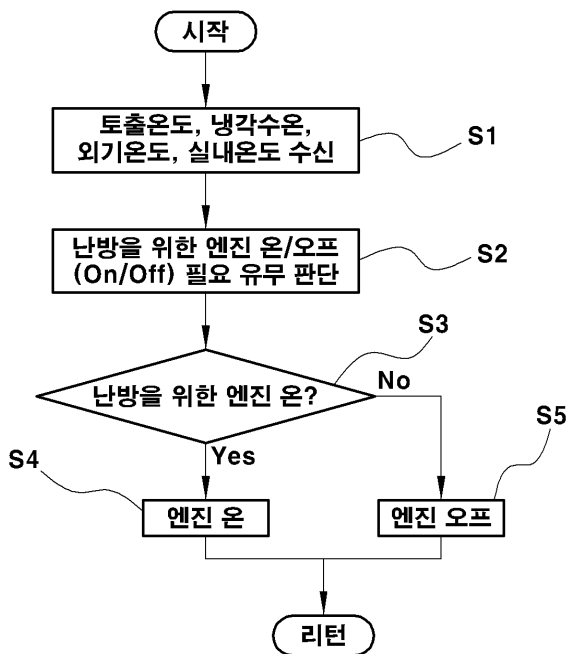 시작
토출온도, 냉각수온,
외기온도, 실내온도 수신
S1
난방을 위한 엔진 온/오프
(On/Off) 필요 유무 판단
S2
S3
난방을 위한 엔진 온?
No
Yes
S4
S5
엔진 온
엔진 오프
리턴